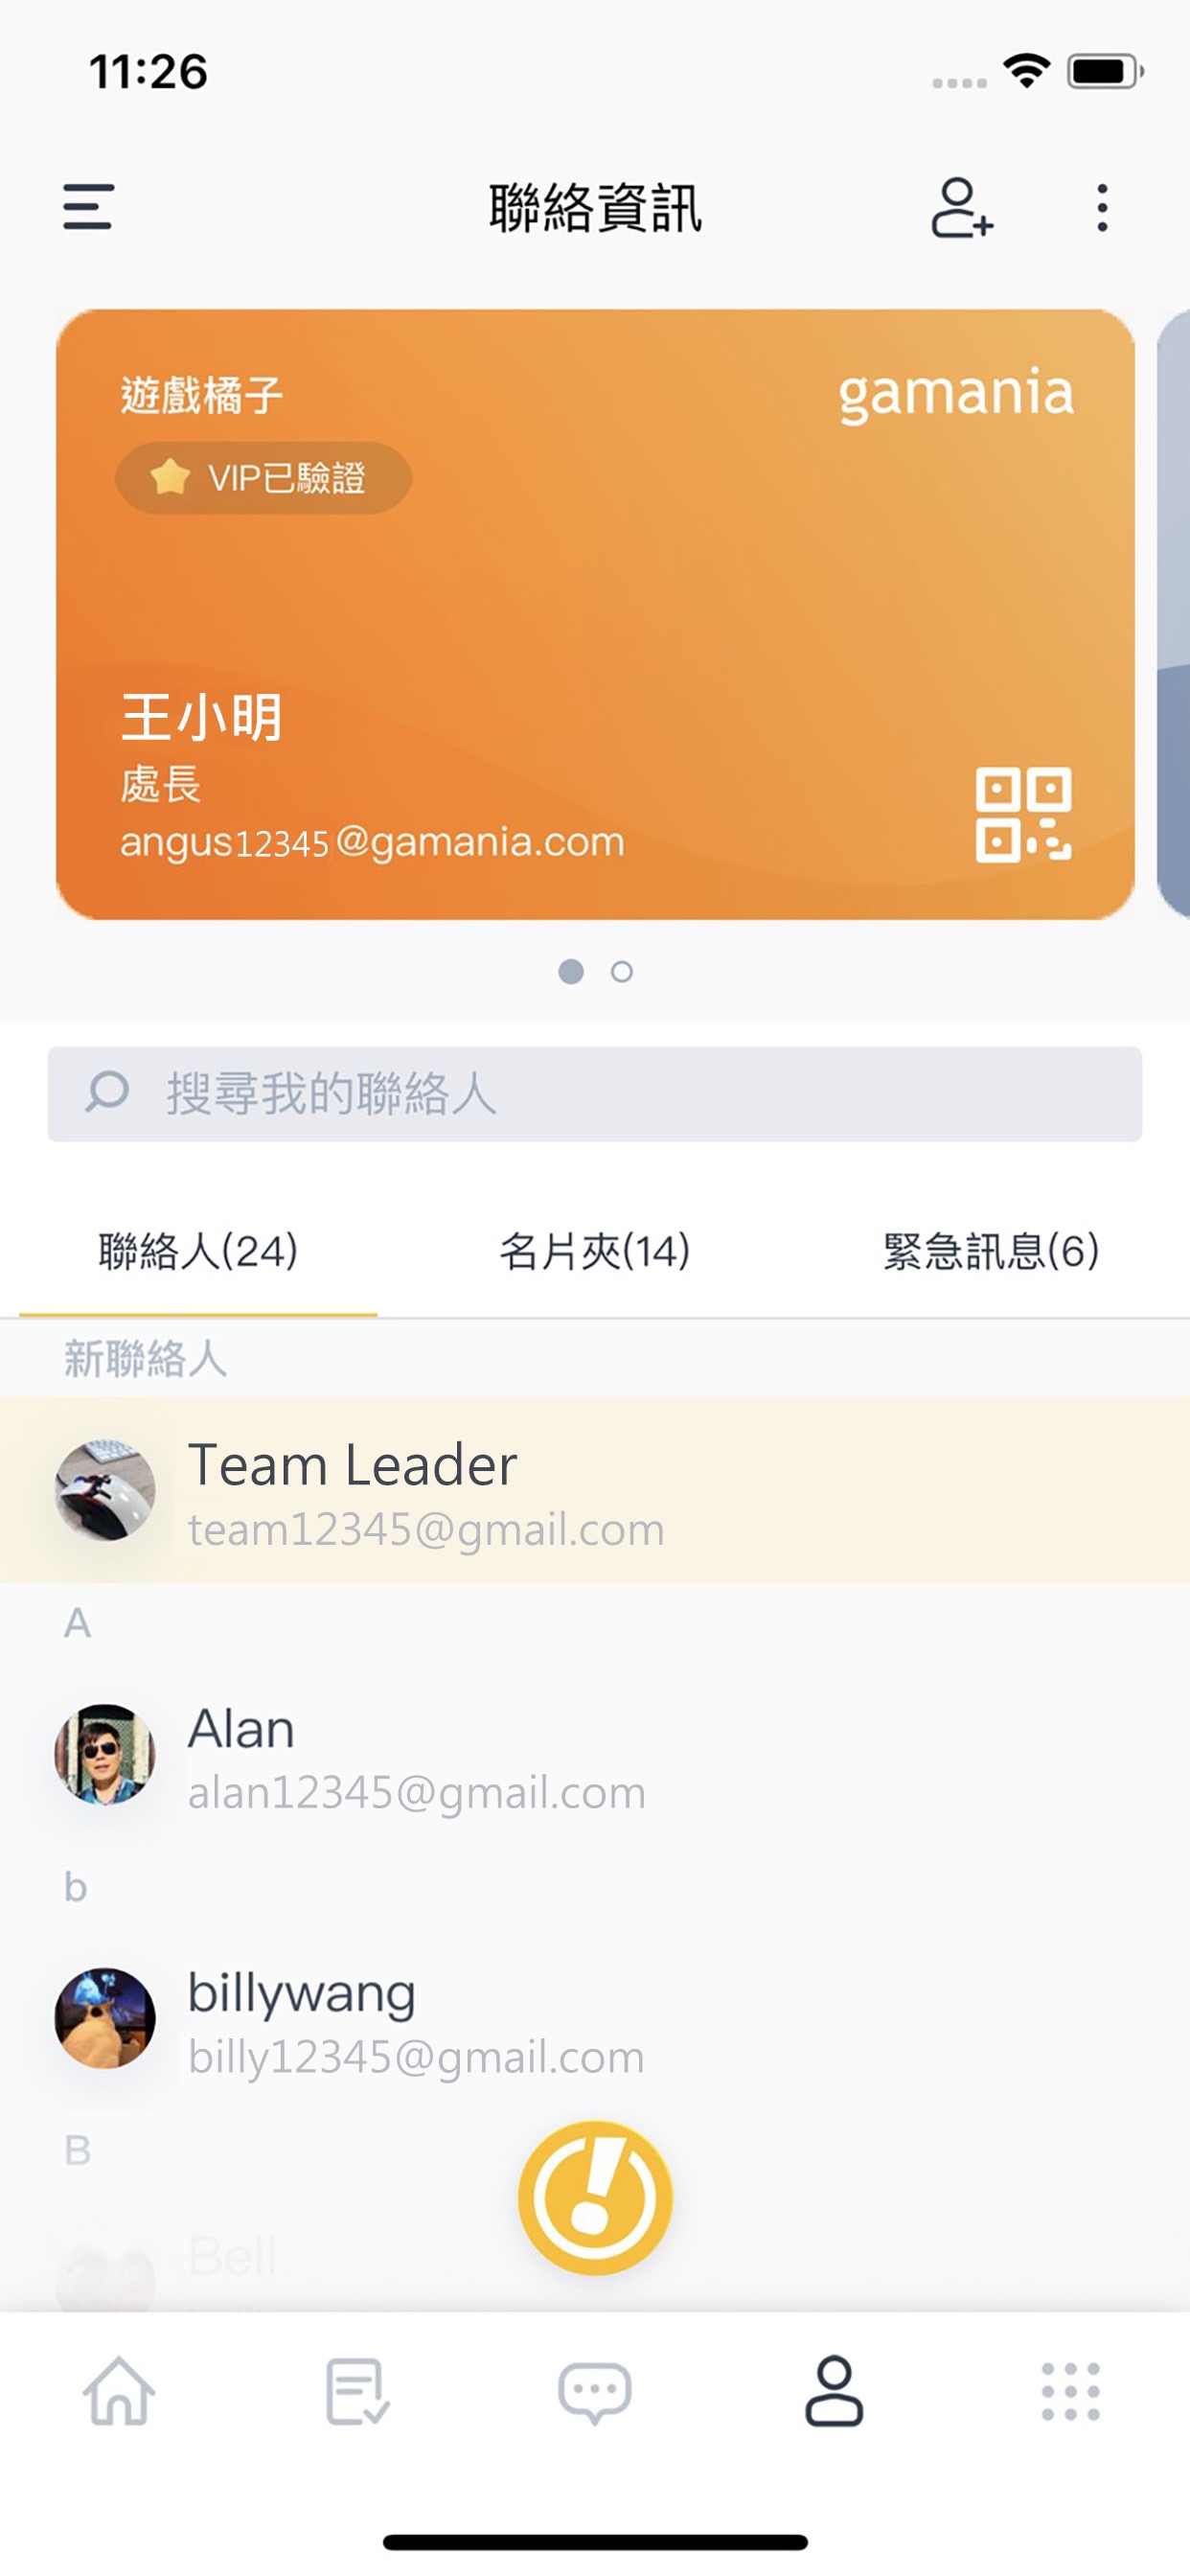 11:26
聯絡資訊
遊戲橘子
gamania
VIP已驗證
王小明
處長
angus12345@gamania.com
搜尋我的聯絡人
聯絡人(24)
名片夾(14)
緊急訊息(6)
新聯絡人
Team Leader
team12345@gmail.com
A
Alan
alan12345@gmail.com
b
billywang
billy12345@gmail.com
B
Bell